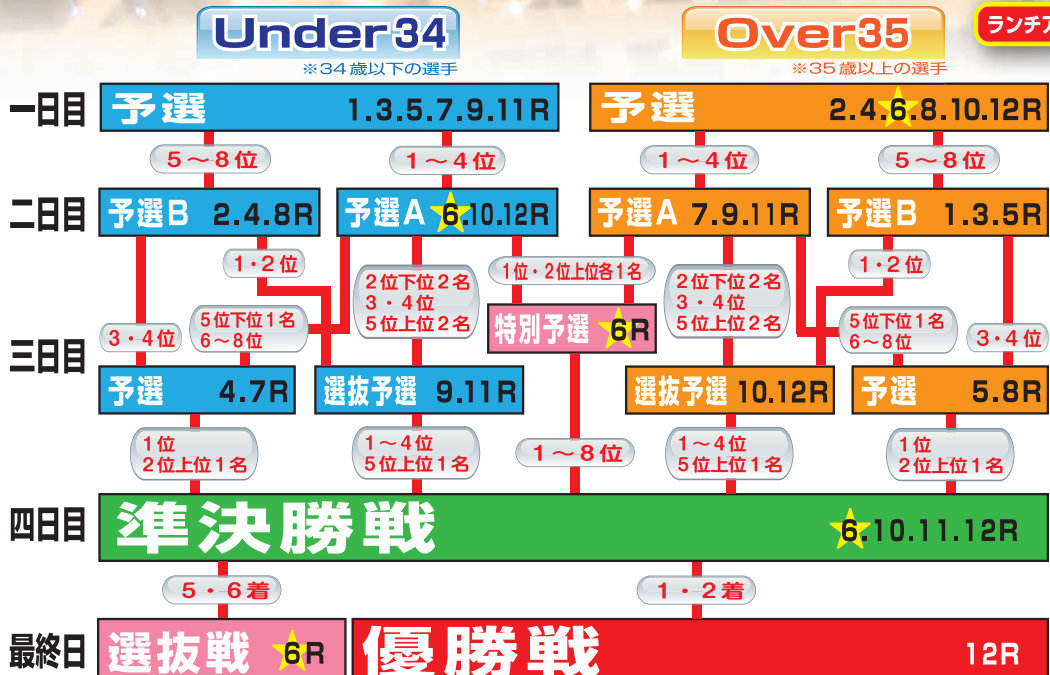 Under34
Over35
ランチア
※34歳以下の選手
※35歳以上の選手
一日目
予選 1.3.5.7.9.11R
予選 2.4.6.8.10.12R
5～8位
1～4位
1～4位
5～8位
二日目
予選B 2.4.8R
予選A 6.10.12R
予選A 7.9.11R
予選B 1.3.5R
1・2位
2位下位2名
3・4位
5位上位2名
1位・2位上位各1名
2位下位2名
3・4位
5位上位2名
1・2位
三日目
3・4位
5位下位1名
6～8位
特別予選 6R
5位下位1名
6～8位
3・4位
予選 4.7R
選抜予選 9.11R
選抜予選 10.12R
予選 5.8R
1位
2位上位1名
1～4位
5位上位1名
1～8位
1～4位
5位上位1名
1位
2位上位1名
四日目
準決勝戦 6.10.11.12R
5・6着
1・2着
最終日
選抜戦 6R
優勝戦 12R